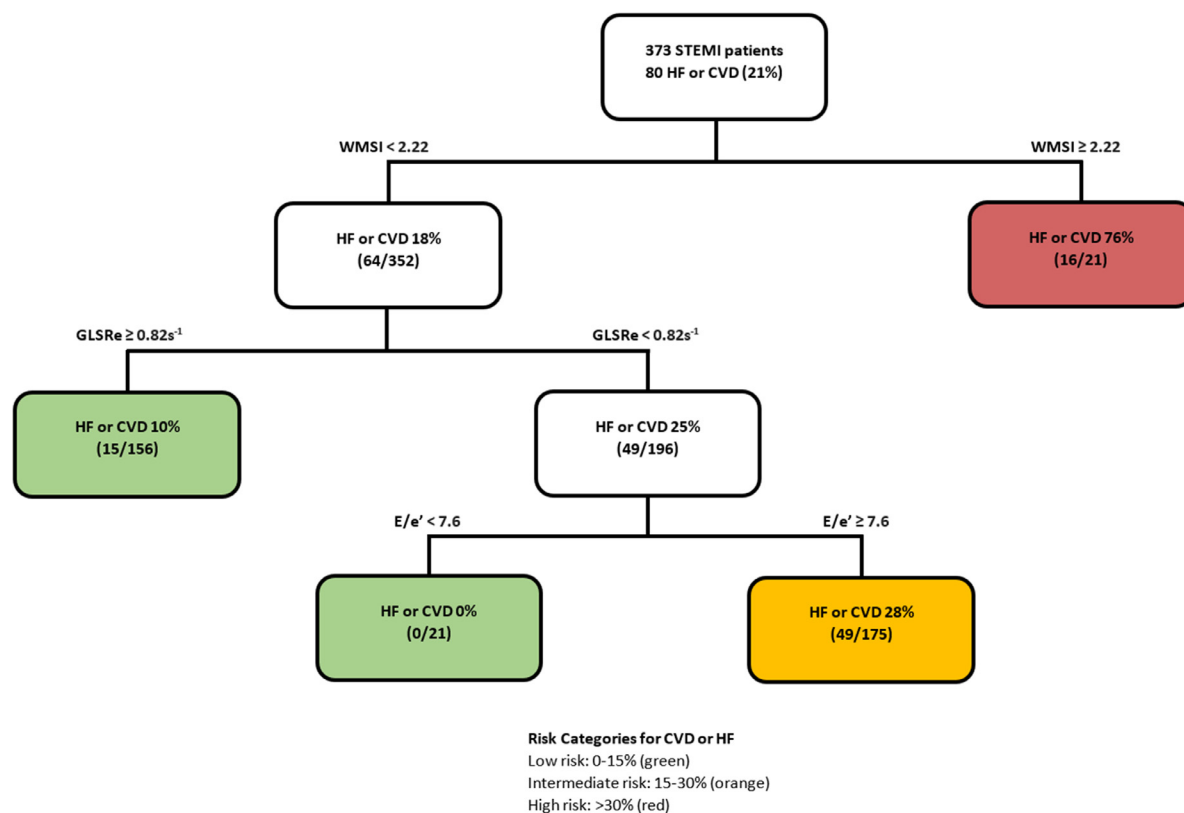 373 STEMI patients
80 HF or CVD (21%)
WMSI < 2.22
WMSI ≥ 2.22
HF or CVD 18%
(64/352)
HF or CVD 76%
(16/21)
GLSRe ≥ 0.82s⁻¹
GLSRe < 0.82s⁻¹
HF or CVD 10%
(15/156)
HF or CVD 25%
(49/196)
E/e’ < 7.6
E/e’ ≥ 7.6
HF or CVD 0%
(0/21)
HF or CVD 28%
(49/175)
Risk Categories for CVD or HF
Low risk: 0-15% (green)
Intermediate risk: 15-30% (orange)
High risk: >30% (red)